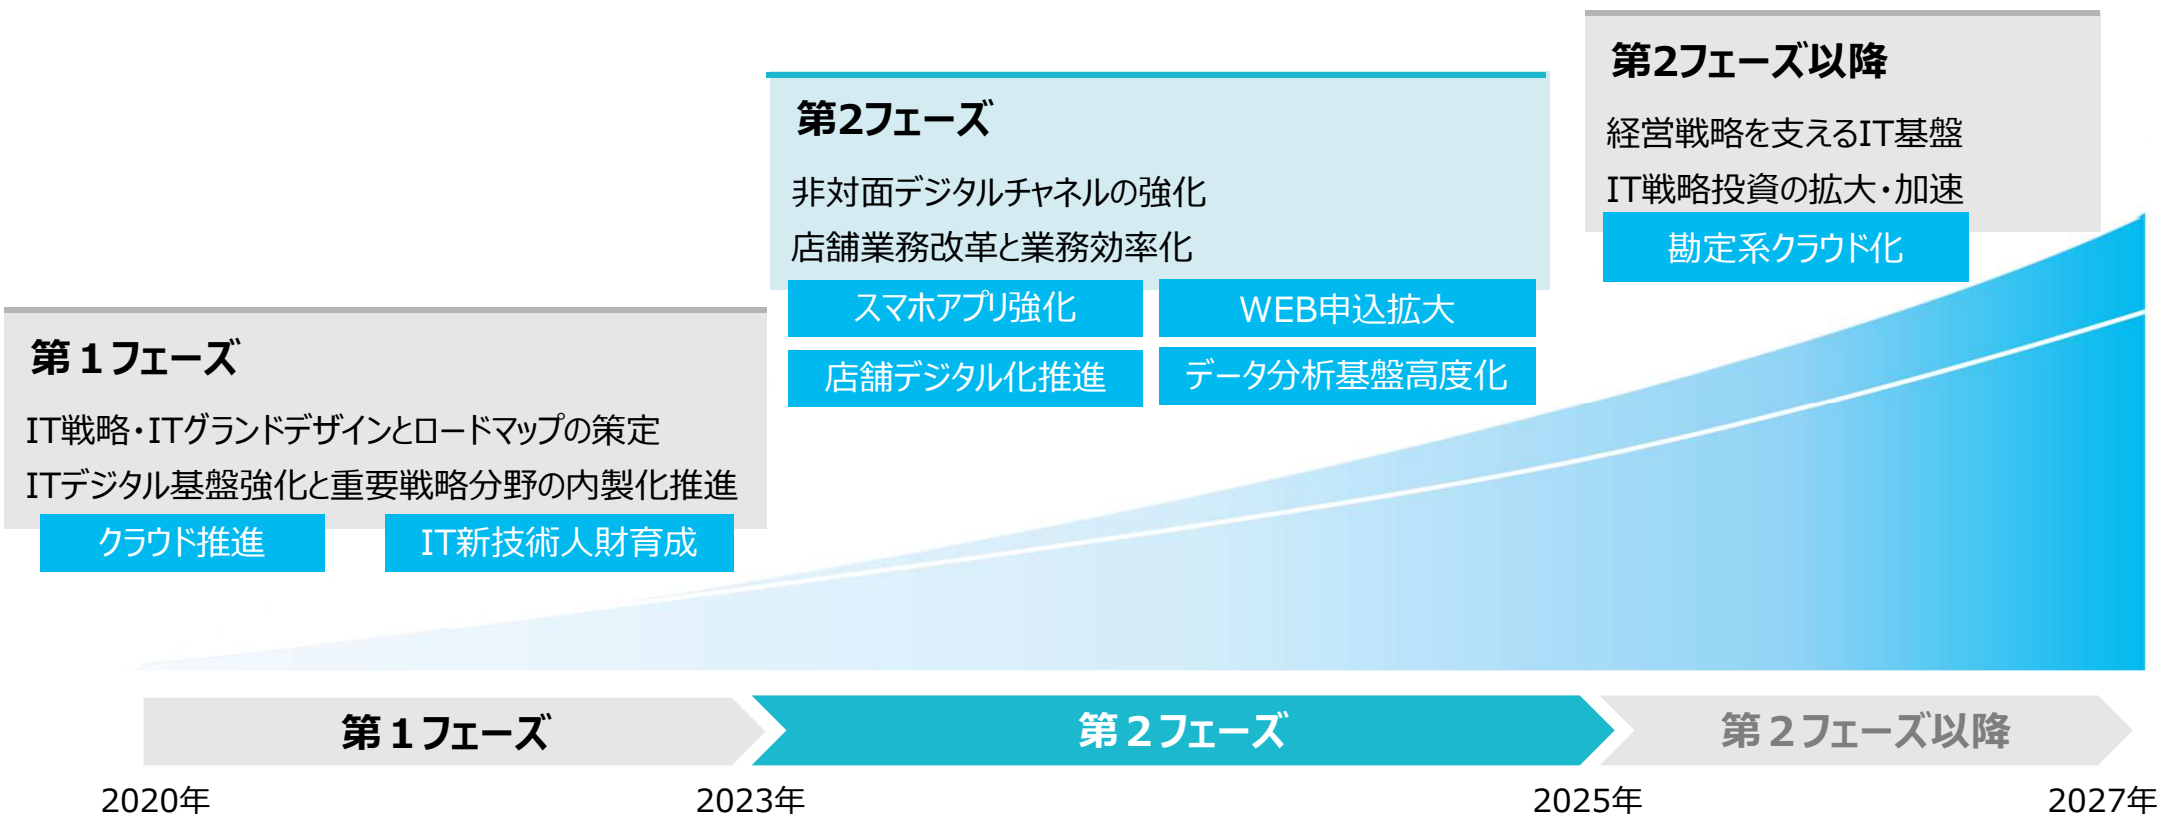 第１フェーズ
IT戦略・ITグランドデザインとロードマップの策定
ITデジタル基盤強化と重要戦略分野の内製化推進
クラウド推進
IT新技術人財育成
第2フェーズ
非対面デジタルチャネルの強化
店舗業務改革と業務効率化
スマホアプリ強化
WEB申込拡大
店舗デジタル化推進
データ分析基盤高度化
第2フェーズ以降
経営戦略を支えるIT基盤
IT戦略投資の拡大・加速
勘定系クラウド化
第１フェーズ
第２フェーズ
第２フェーズ以降
2020年
2023年
2025年
2027年